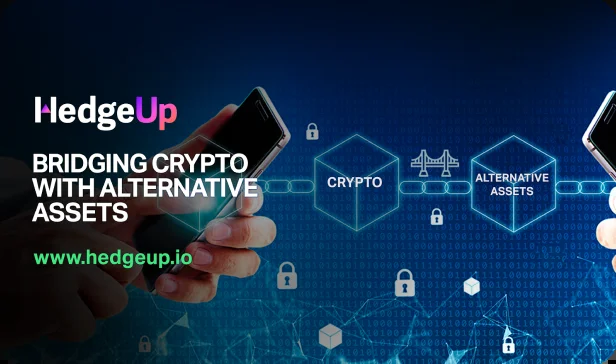 HedgeUp
BRIDGING CRYPTO
WITH ALTERNATIVE
ASSETS
www.hedgeup.io
CRYPTO
ALTERNATIVE
ASSETS